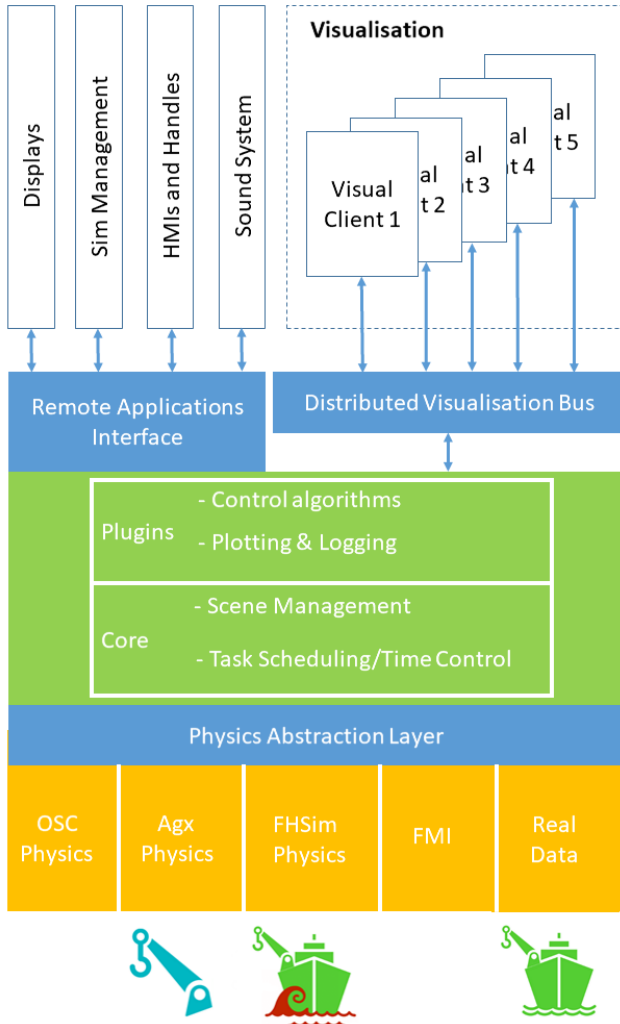 Visualisation
Displays
Sim Management
HMIs and Handles
Sound System
Visual
Client 1
al
t 2
al
nt 3
al
nt 4
al
t 5
Remote Applications
Interface
Distributed Visualisation Bus
Plugins
- Control algorithms
- Plotting & Logging
Core
- Scene Management
- Task Scheduling/Time Control
Physics Abstraction Layer
OSC
Physics
Agx
Physics
FHSim
Physics
FMI
Real
Data